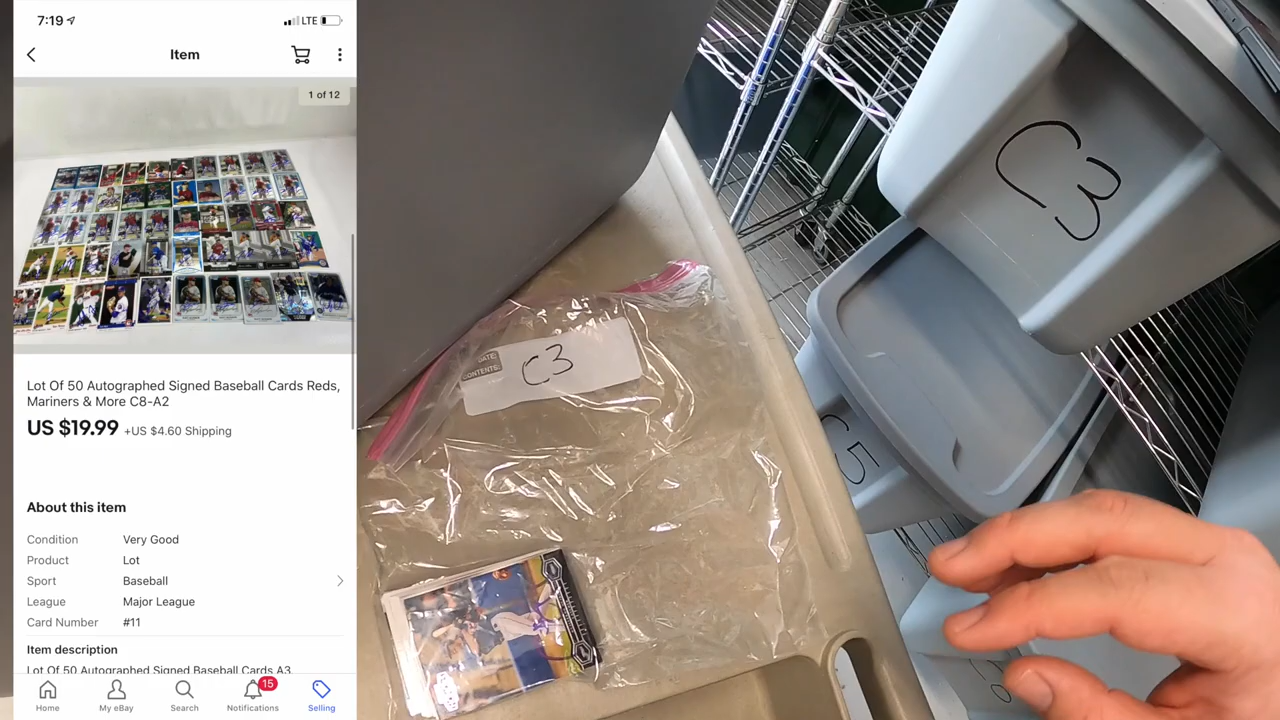 7:19
LTE
Item
1 of 12
Lot Of 50 Autographed Signed Baseball Cards Reds,
Mariners & More C8-A2
US $19.99 +US $4.60 Shipping
About this item
Condition Very Good
Product Lot
Sport Baseball
League Major League
Card Number #11
Item description
Lot Of 50 Autographed Signed Baseball Cards A3
Home
My eBay
Search
15
Notifications
Selling
DATE:
CONTENTS:
C3
C3
C5